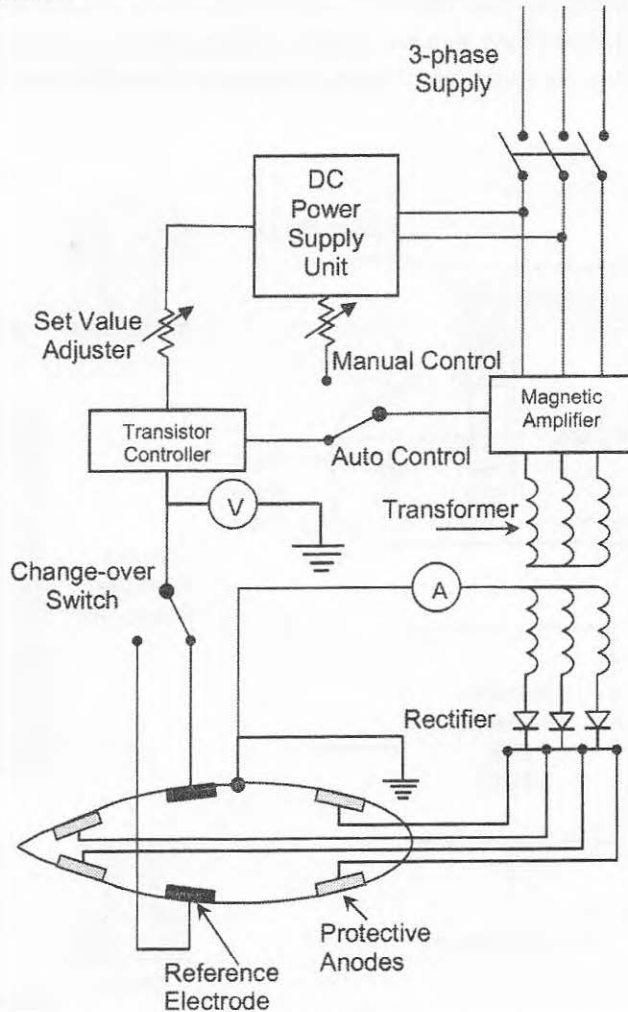 3-phase
Supply
DC
Power
Supply
Unit
Set Value
Adjuster
Manual Control
Magnetic
Amplifier
Transistor
Controller
Auto Control
V
Transformer
Change-over
Switch
A
Rectifier
Protective
Anodes
Reference
Electrode